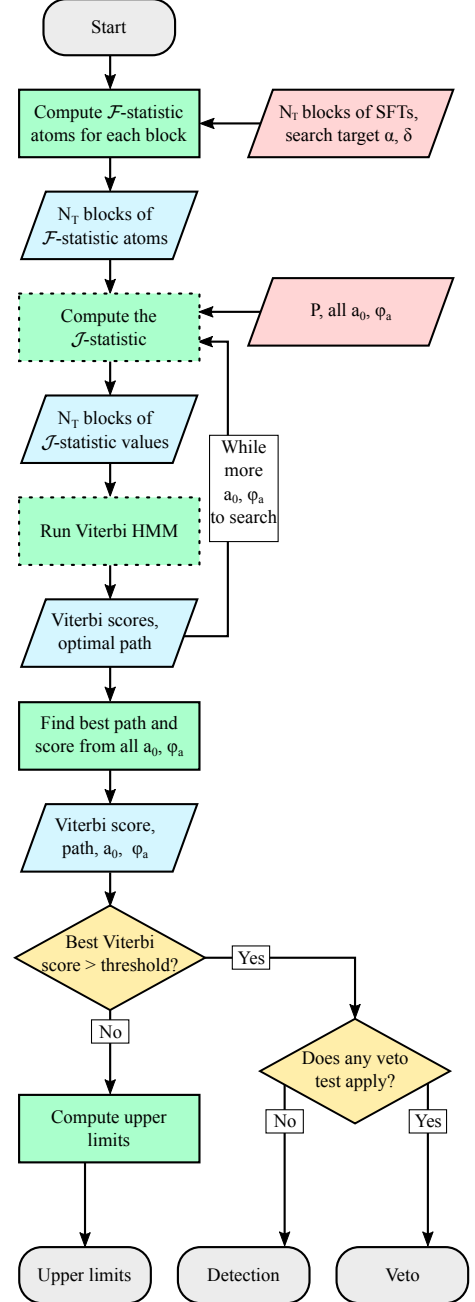 Start
Compute ℱ-statistic
atoms for each block
N_T blocks of SFTs,
search target α, δ
N_T blocks of
ℱ-statistic atoms
Compute the
𝒥-statistic
P, all a₀, φₐ
N_T blocks of
𝒥-statistic values
While
more
a₀, φₐ
to search
Run Viterbi HMM
Viterbi scores,
optimal path
Find best path and
score from all a₀, φₐ
Viterbi score,
path, a₀, φₐ
Best Viterbi
score > threshold?
Yes
No
Does any veto
test apply?
No
Yes
Compute upper
limits
Upper limits
Detection
Veto